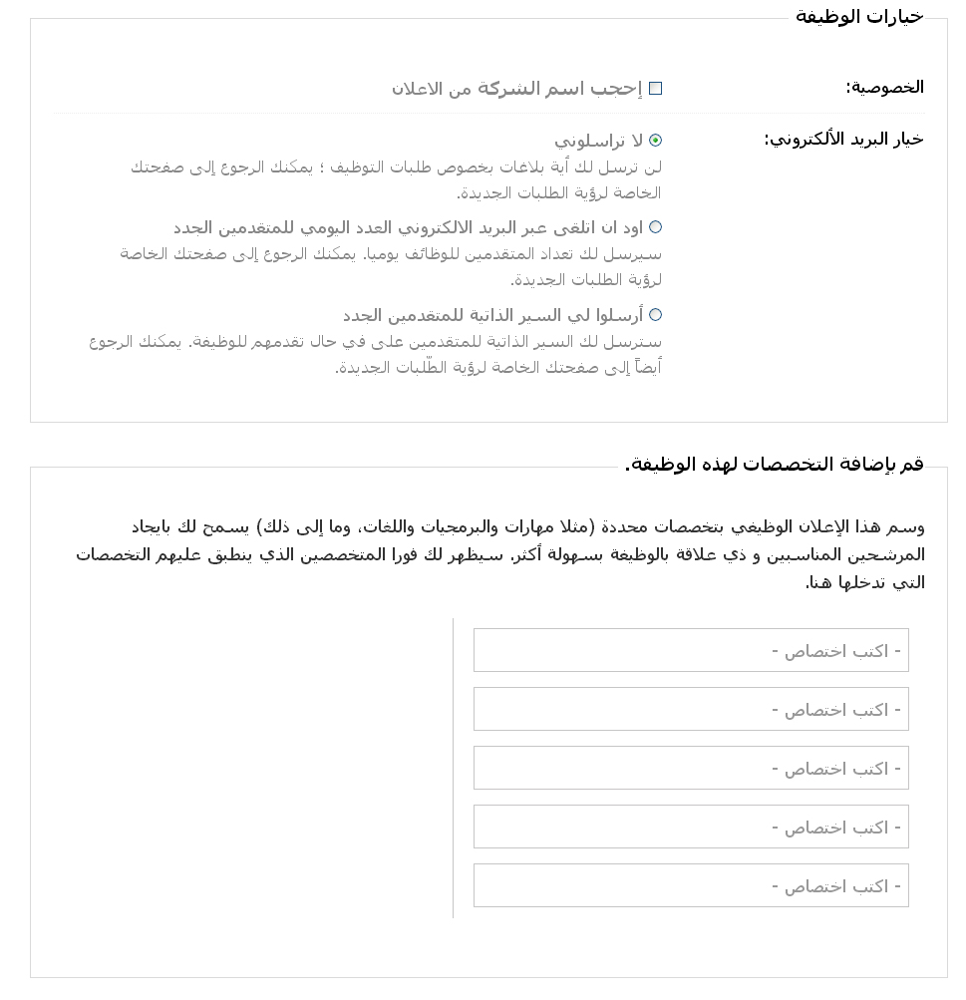 خيارات الوظيفة
الخصوصية:
إحجب اسم الشركة من الاعلان
خيار البريد الألكتروني:
لا تراسلوني
لن ترسل لك أية بلاغات بخصوص طلبات التوظيف ؛ يمكنك الرجوع إلى صفحتك
الخاصة لرؤية الطلبات الجديدة.
اود ان اتلقى عبر البريد الالكتروني العدد اليومي للمتقدمين الجدد
سيرسل لك تعداد المتقدمين للوظائف يوميا. يمكنك الرجوع إلى صفحتك الخاصة
لرؤية الطلبات الجديدة.
أرسلوا لي السير الذاتية للمتقدمين الجدد
سترسل لك السير الذاتية للمتقدمين على في حال تقدمهم للوظيفة. يمكنك الرجوع
أيضاً إلى صفحتك الخاصة لرؤية الطّلبات الجديدة.
قم بإضافة التخصصات لهذه الوظيفة.
وسم هذا الإعلان الوظيفي بتخصصات محددة (مثلا مهارات والبرمجيات واللغات، وما إلى ذلك) يسمح لك بايجاد
المرشحين المناسبين و ذي علاقة بالوظيفة بسهولة أكثر. سيظهر لك فورا المتخصصين الذي ينطبق عليهم التخصصات
التي تدخلها هنا.
- اكتب اختصاص -
- اكتب اختصاص -
- اكتب اختصاص -
- اكتب اختصاص -
- اكتب اختصاص -